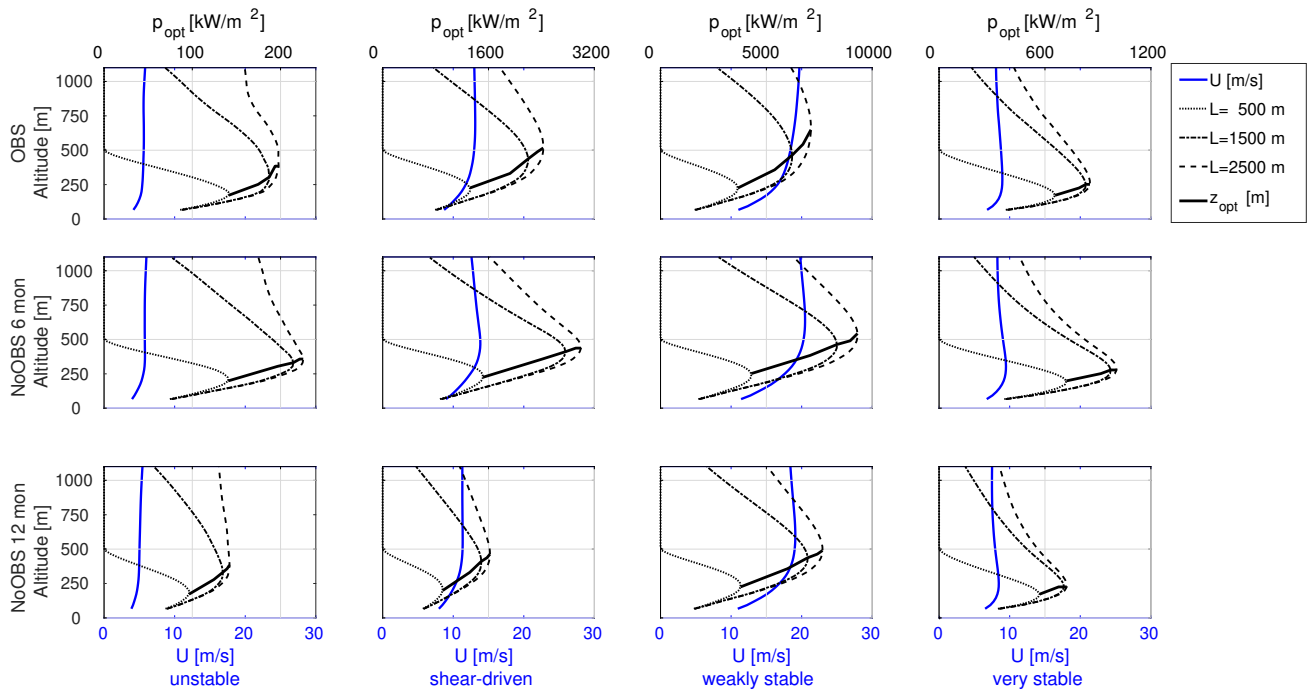 p_opt [kW/m ²] p_opt [kW/m ²] p_opt [kW/m ²] p_opt [kW/m ²]
0 100 200 0 1600 3200 0 5000 10000 0 600 1200
OBS
Altitude [m]
1000
750
500
250
0
U [m/s]
L= 500 m
L=1500 m
L=2500 m
z_opt [m]
NoOBS 6 mon
Altitude [m]
1000
750
500
250
0
NoOBS 12 mon
Altitude [m]
1000
750
500
250
0
0 10 20 30 0 10 20 30 0 10 20 30 0 10 20 30
U [m/s] U [m/s] U [m/s] U [m/s]
unstable shear-driven weakly stable very stable